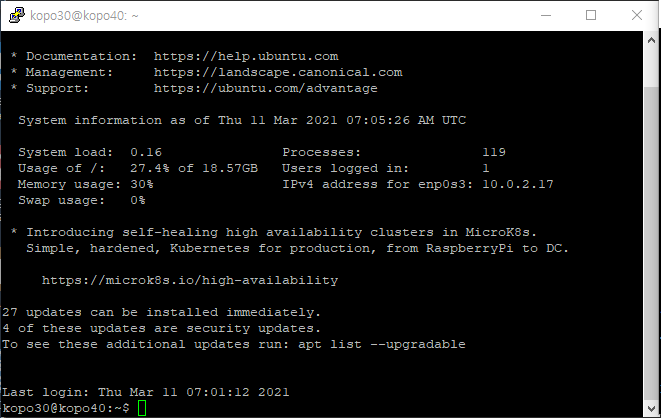 kopo30@kopo40: ~
* Documentation:  https://help.ubuntu.com
* Management:     https://landscape.canonical.com
* Support:        https://ubuntu.com/advantage
System information as of Thu 11 Mar 2021 07:05:26 AM UTC
System load:  0.16              Processes:               119
Usage of /:   27.4% of 18.57GB   Users logged in:         1
Memory usage: 30%               IPv4 address for enp0s3: 10.0.2.17
Swap usage:   0%
* Introducing self-healing high availability clusters in MicroK8s.
Simple, hardened, Kubernetes for production, from RaspberryPi to DC.
https://microk8s.io/high-availability
27 updates can be installed immediately.
4 of these updates are security updates.
To see these additional updates run: apt list --upgradable
Last login: Thu Mar 11 07:01:12 2021
kopo30@kopo40:~$